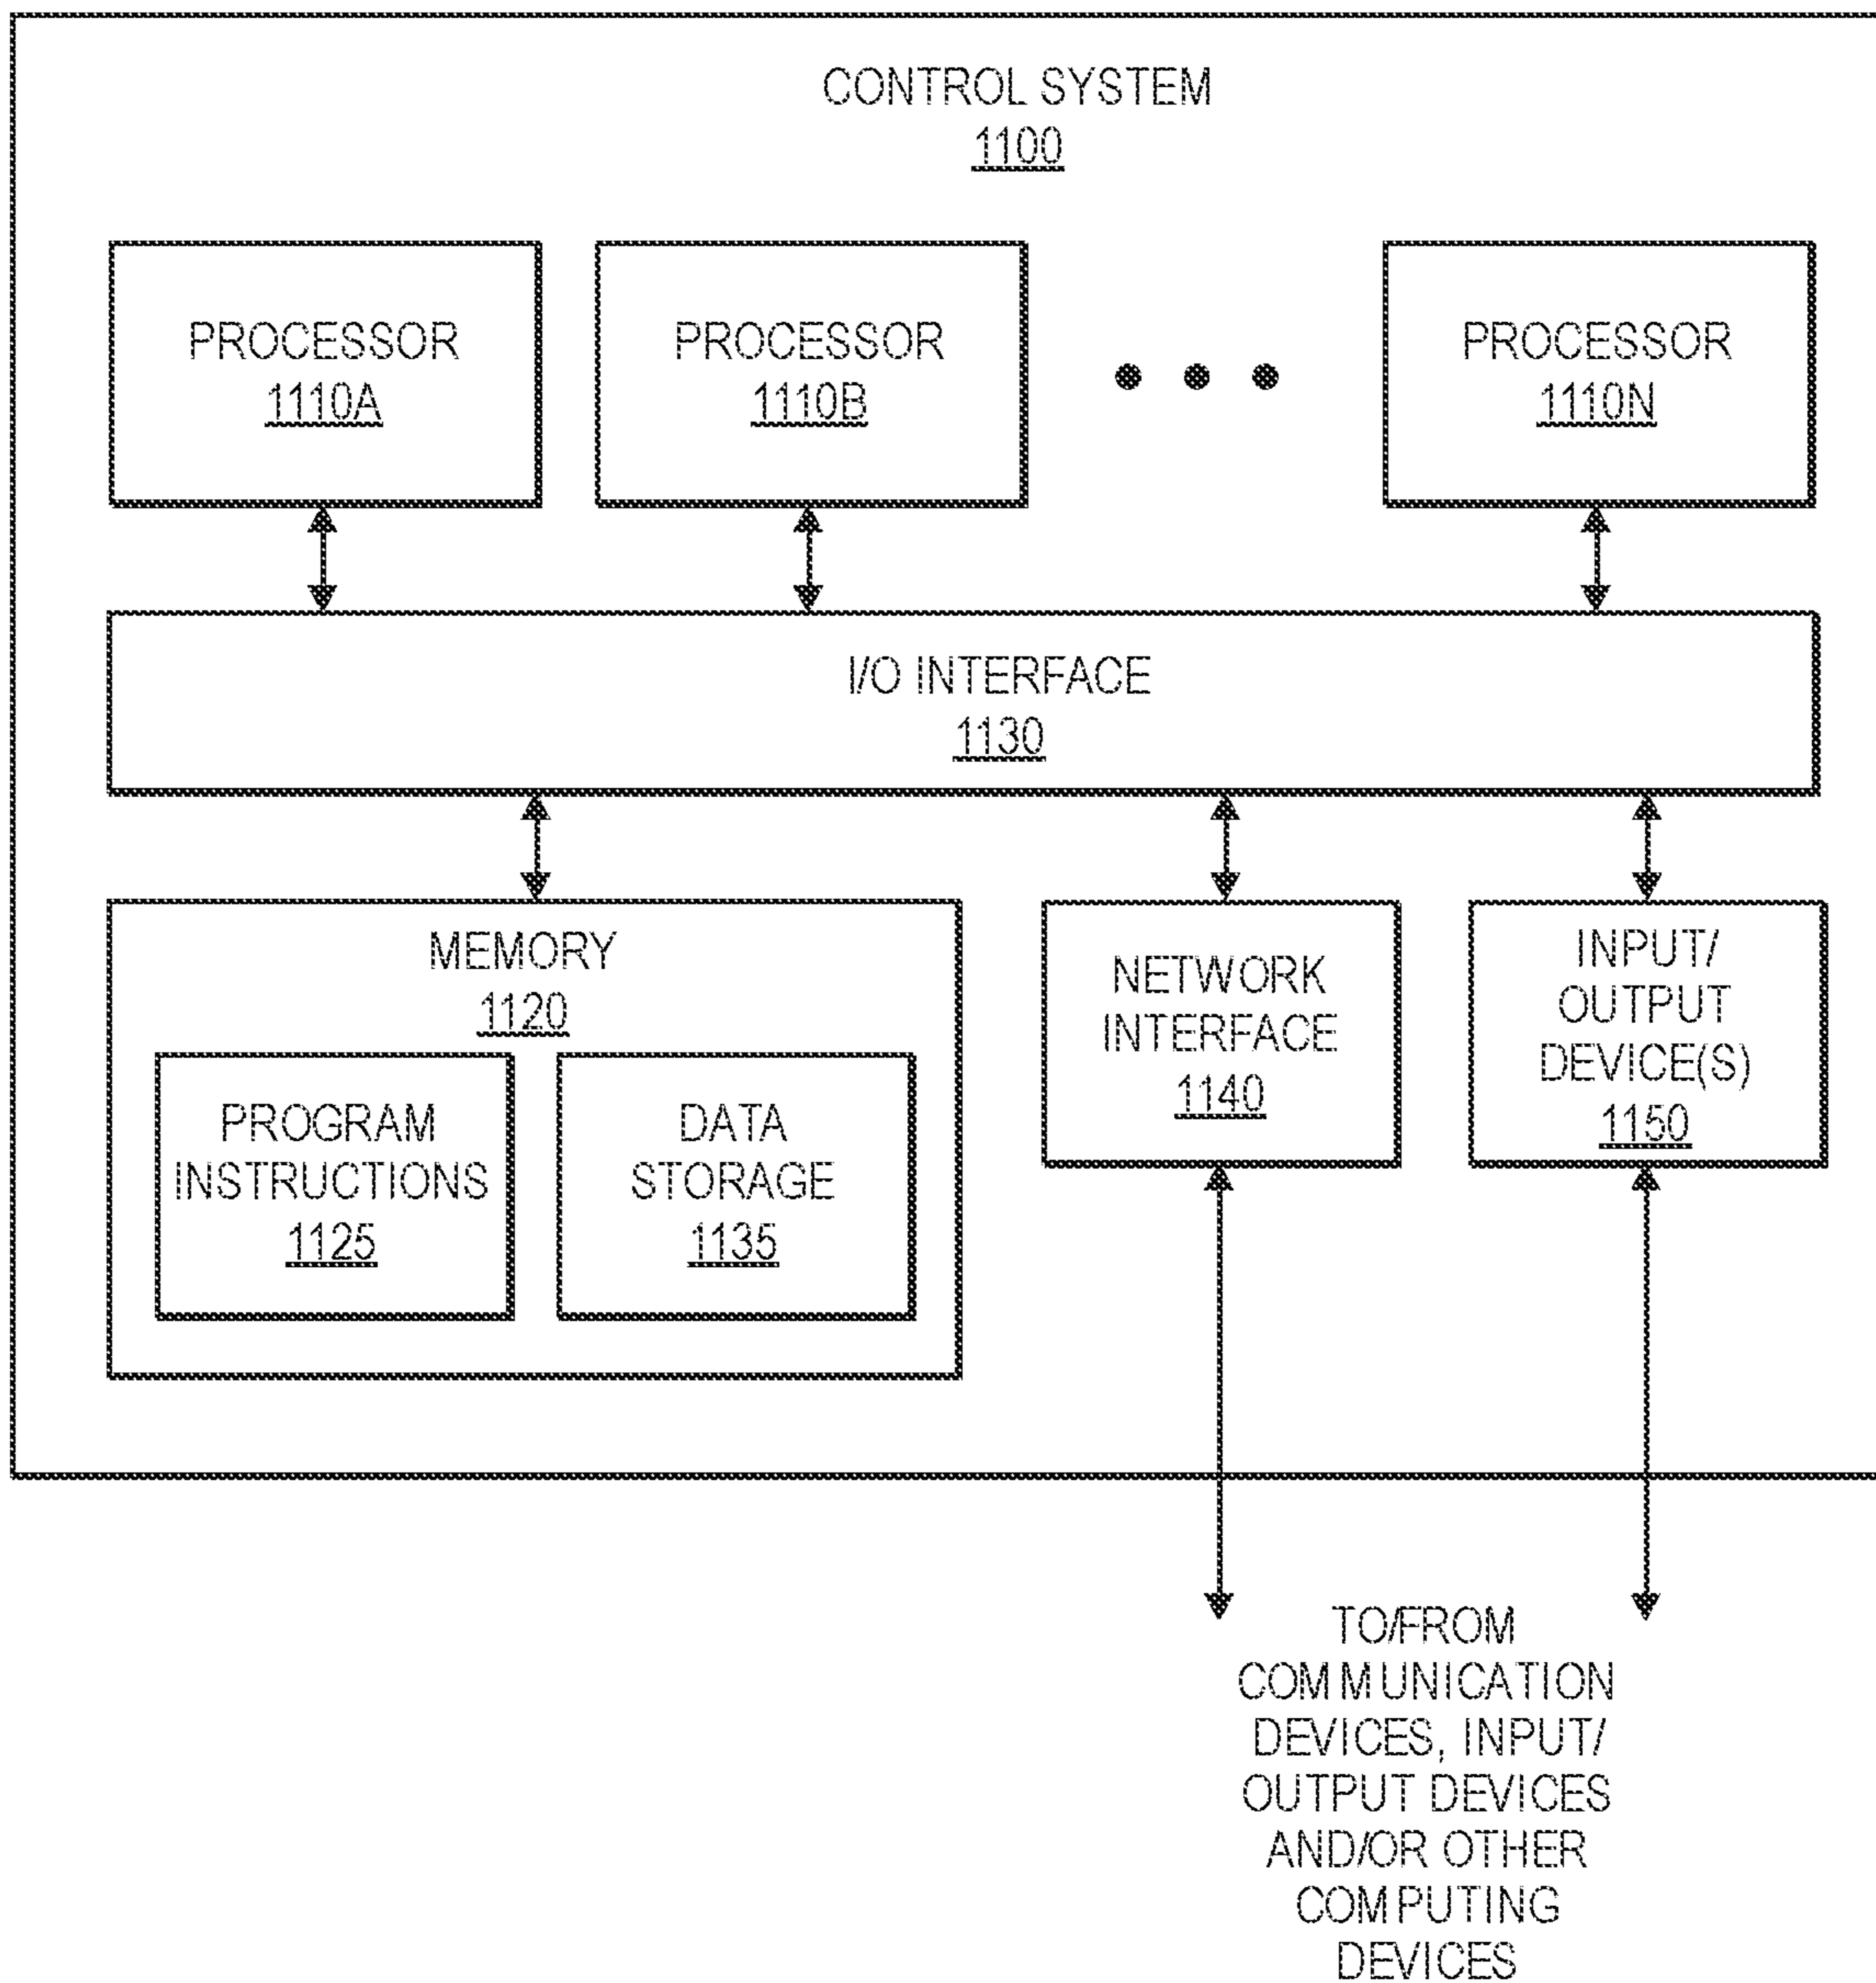 CONTROL SYSTEM
1100
PROCESSOR
1110A
PROCESSOR
1110B
PROCESSOR
1110N
I/O INTERFACE
1130
MEMORY
1120
PROGRAM
INSTRUCTIONS
1125
DATA
STORAGE
1135
NETWORK
INTERFACE
1140
INPUT/
OUTPUT
DEVICE(S)
1150
TO/FROM
COMMUNICATION
DEVICES, INPUT/
OUTPUT DEVICES
AND/OR OTHER
COMPUTING
DEVICES